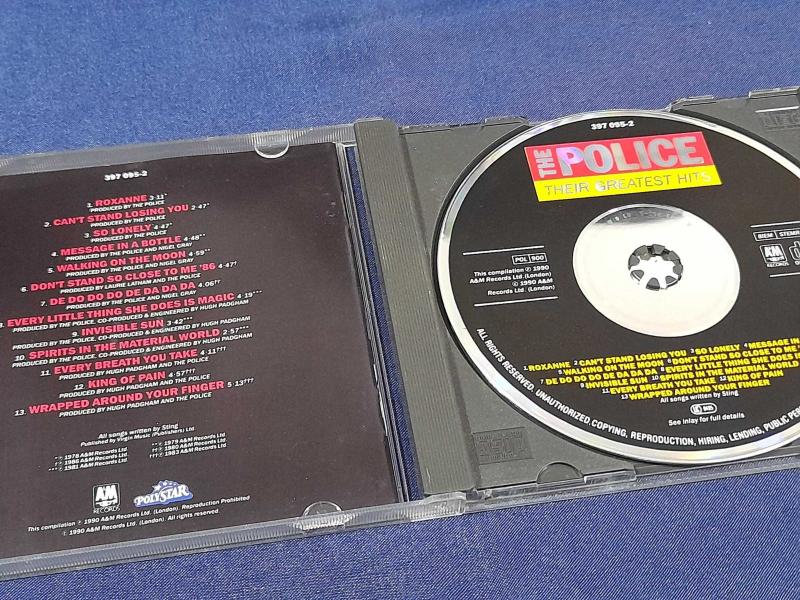 397 095-2
1. ROXANNE 3·11*
PRODUCED BY THE POLICE
2. CAN'T STAND LOSING YOU 2·47*
PRODUCED BY THE POLICE
3. SO LONELY 4·47*
PRODUCED BY THE POLICE
4. MESSAGE IN A BOTTLE 4·48**
PRODUCED BY THE POLICE AND NIGEL GRAY
5. WALKING ON THE MOON 4·59**
PRODUCED BY THE POLICE AND NIGEL GRAY
6. DON'T STAND SO CLOSE TO ME '86 4·47†
PRODUCED BY LAURIE LATHAM AND THE POLICE
7. DE DO DO DO DE DA DA DA 4·06††
PRODUCED BY THE POLICE AND NIGEL GRAY
EVERY LITTLE THING SHE DOES IS MAGIC 4·19***
PRODUCED BY THE POLICE. CO-PRODUCED & ENGINEERED BY HUGH PADGHAM
9. INVISIBLE SUN 3·42***
PRODUCED BY THE POLICE. CO-PRODUCED & ENGINEERED BY HUGH PADGHAM
10. SPIRITS IN THE MATERIAL WORLD 2·57***
PRODUCED BY THE POLICE. CO-PRODUCED & ENGINEERED BY HUGH PADGHAM
11. EVERY BREATH YOU TAKE 4·11†††
PRODUCED BY HUGH PADGHAM AND THE POLICE
12. KING OF PAIN 4·57†††
PRODUCED BY HUGH PADGHAM AND THE POLICE
13. WRAPPED AROUND YOUR FINGER 5·13†††
PRODUCED BY HUGH PADGHAM AND THE POLICE
All songs written by Sting
Published by Virgin Music (Publishers) Ltd.
* ℗ 1978 A&M Records Ltd. ** ℗ 1979 A&M Records Ltd.
† ℗ 1986 A&M Records Ltd. †† ℗ 1980 A&M Records Ltd.
*** ℗ 1981 A&M Records Ltd. ††† ℗ 1983 A&M Records Ltd.
A&M RECORDS
POLYSTAR
This compilation ℗ 1990 A&M Records Ltd. (London). Reproduction Prohibited
© 1990 A&M Records Ltd. (London). All rights reserved.
397 095-2
THE POLICE
THEIR GREATEST HITS
POL 900
This compilation ℗ 1990
A&M Records Ltd. (London)
© 1990 A&M
Records Ltd. (London)
BIEM STEMRA
A&M
RECORDS
ROXANNE 2 CAN'T STAND LOSING YOU 3 SO LONELY 4 MESSAGE IN
5 WALKING ON THE MOON 6 DON'T STAND SO CLOSE TO ME
7 DE DO DO DO DE DA DA DA 8 EVERY LITTLE THING SHE DOES
9 INVISIBLE SUN 10 SPIRITS IN THE MATERIAL WORLD
11 EVERY BREATH YOU TAKE 12 KING OF PAIN
13 WRAPPED AROUND YOUR FINGER
All songs written by Sting
See inlay for full details
ALL RIGHTS RESERVED. UNAUTHORIZED COPYING, REPRODUCTION, HIRING, LENDING, PUBLIC